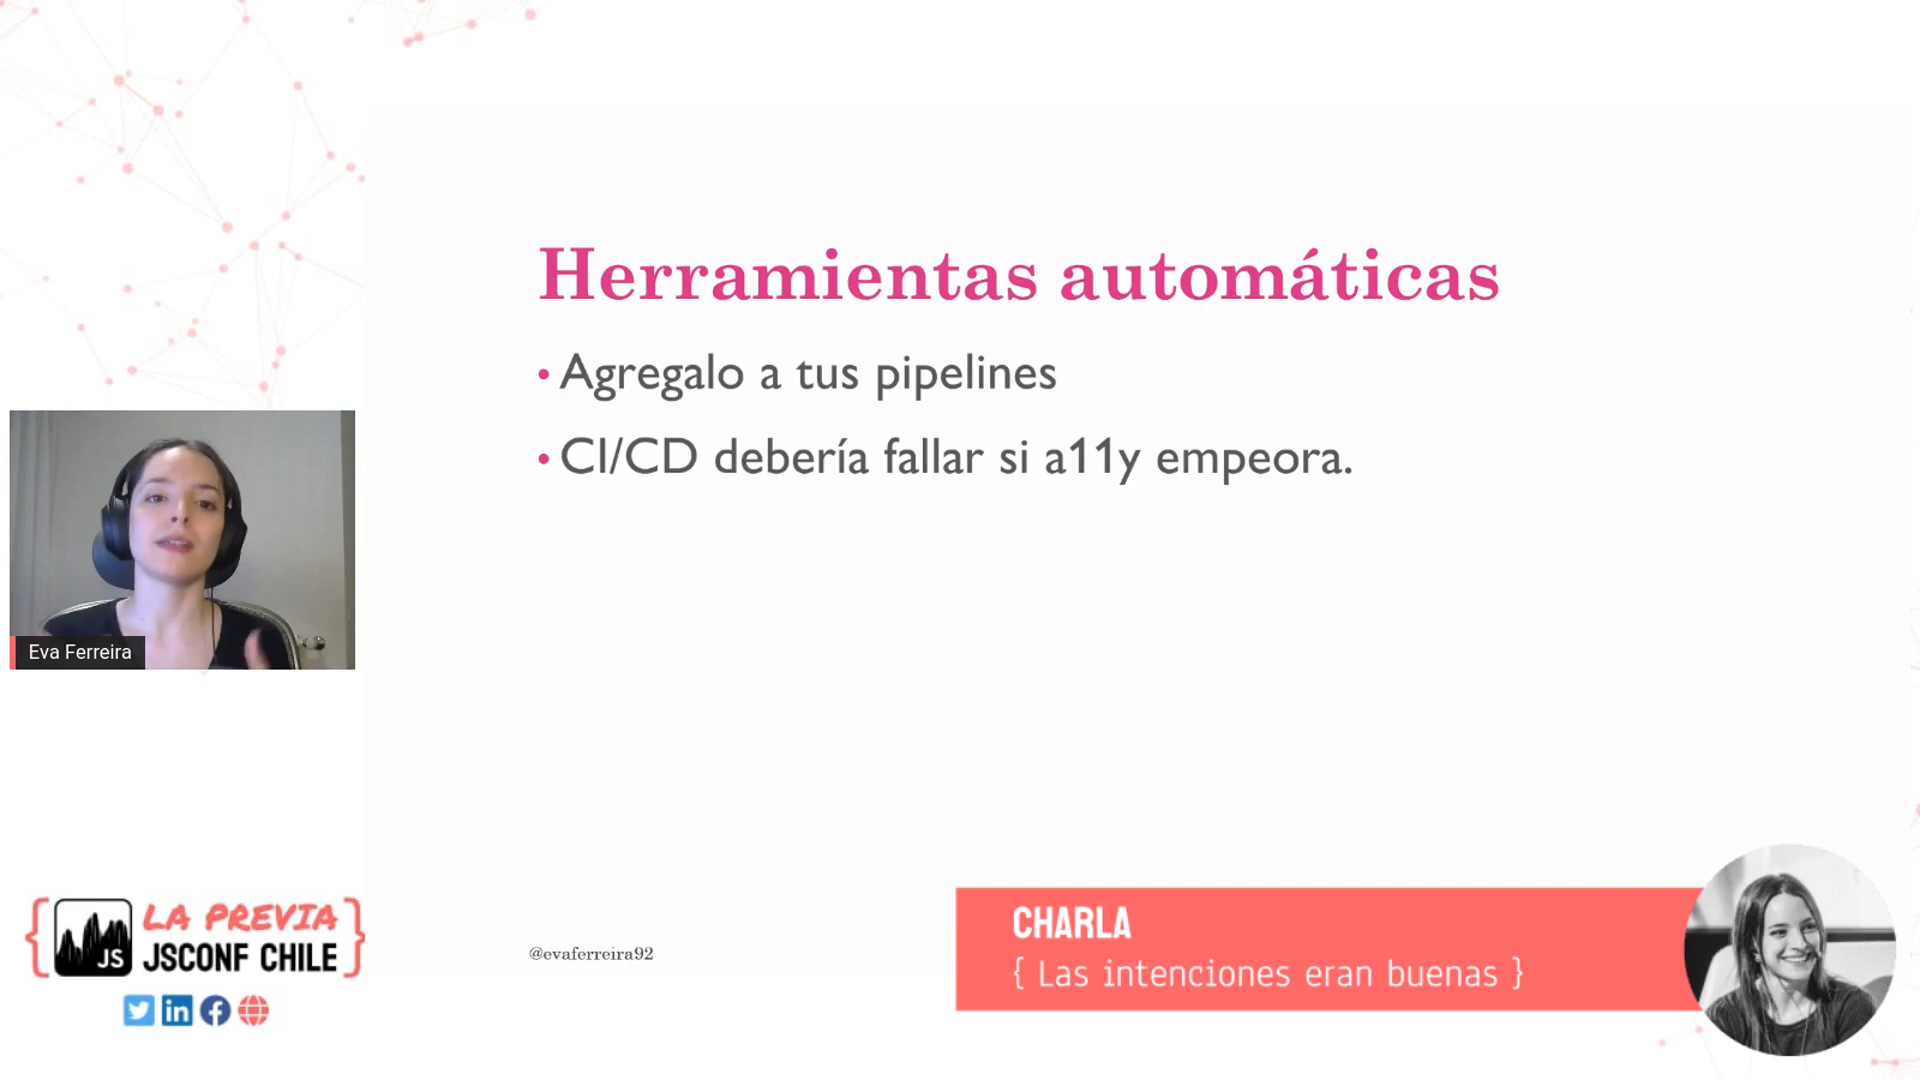 Herramientas automáticas
• Agregalo a tus pipelines
• CI/CD debería fallar si a11y empeora.
Eva Ferreira
{ JS LA PREVIA
JSCONF CHILE }
@evaferreira92
CHARLA
{ Las intenciones eran buenas }